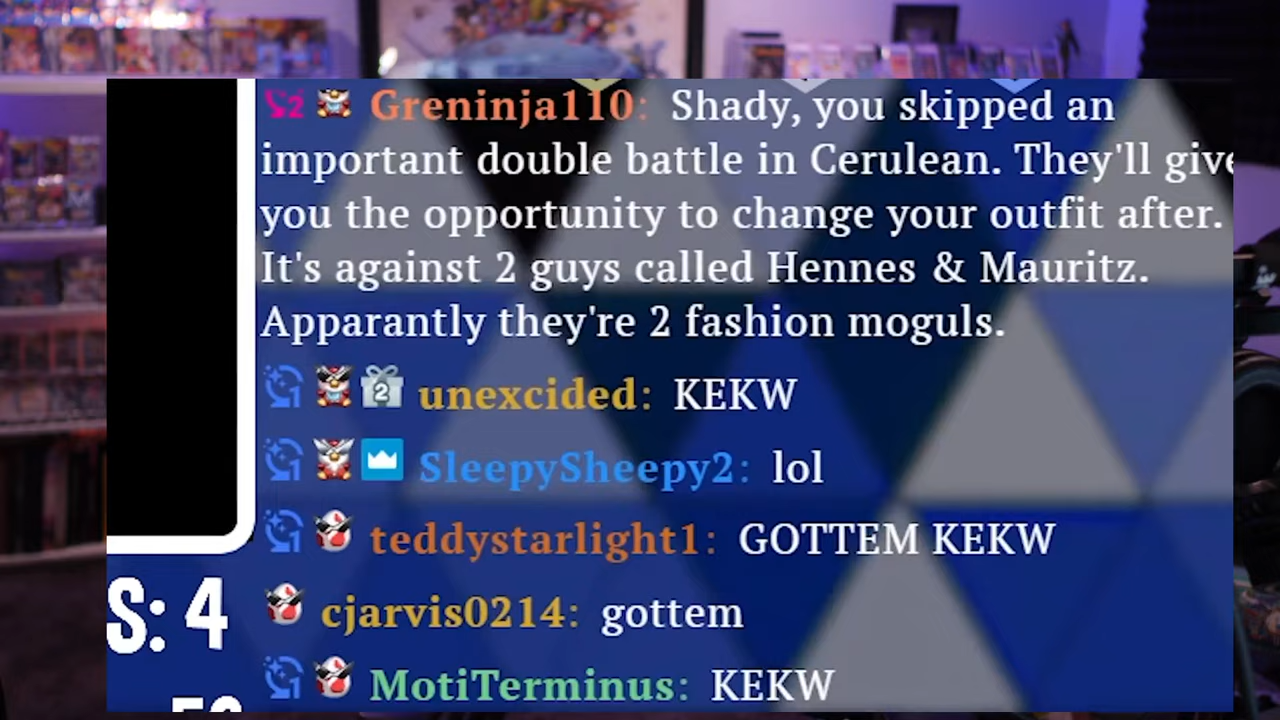 2 Greninja110: Shady, you skipped an
important double battle in Cerulean. They'll give
you the opportunity to change your outfit after.
It's against 2 guys called Hennes & Mauritz.
Apparantly they're 2 fashion moguls.
2 unexcided: KEKW
SleepySheepy2: lol
teddystarlight1: GOTTEM KEKW
S: 4
cjarvis0214: gottem
MotiTerminus: KEKW